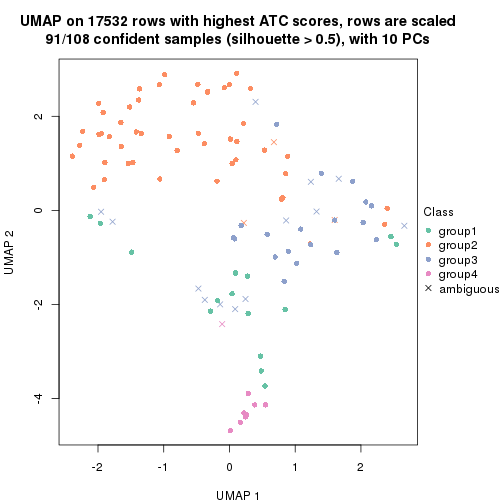 UMAP on 17532 rows with highest ATC scores, rows are scaled
91/108 confident samples (silhouette > 0.5), with 10 PCs
2
0
-2
-4
UMAP 2
Class
group1
group2
group3
group4
ambiguous
-2
-1
0
1
2
UMAP 1